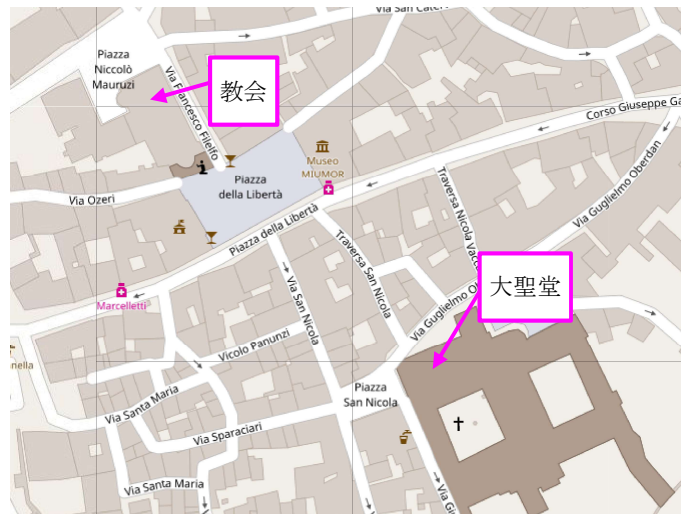 Via San Cater
Piazza
Niccolò
Mauruzi
Via Francesco Filelfo
教会
Corso Giuseppe Ga
Museo
MIUMOR
Piazza
della Libertà
Via Ozeri
Piazza della Libertà
Via Guglielmo Oberdan
Traversa Nicola Vacc
Traversa San Nicola
Via San Nicola
Marcelletti
大聖堂
Via Guglielmo Ob
Vicolo Panunzi
nella
Piazza
San Nicola
Via Santa Maria
Via Sparaciari
Via Santa Maria
Via Gi